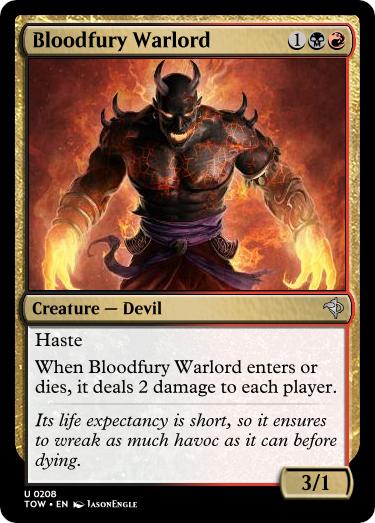 Bloodfury Warlord 1
Creature — Devil
Haste
When Bloodfury Warlord enters or
dies, it deals 2 damage to each player.
Its life expectancy is short, so it ensures
to wreak as much havoc as it can before
dying.
3/1
U 0208
TOW • EN JASONENGLE